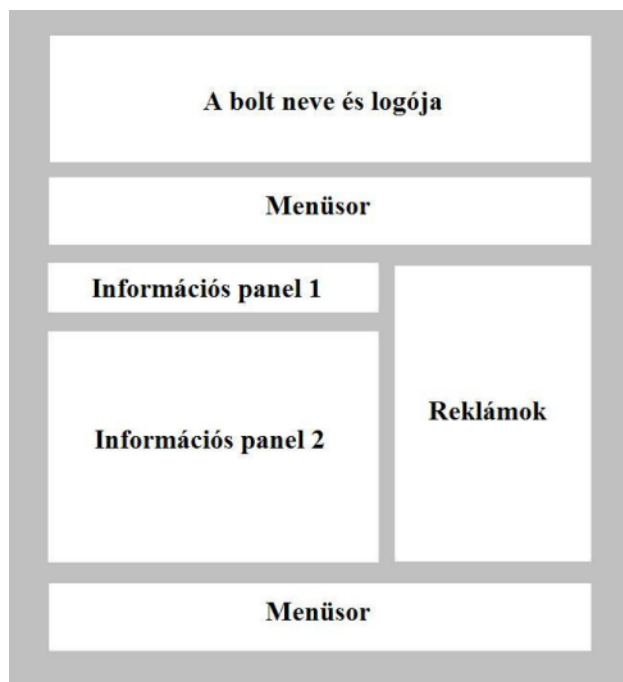 A bolt neve és logója
Menüsor
Információs panel 1
Információs panel 2
Reklámok
Menüsor